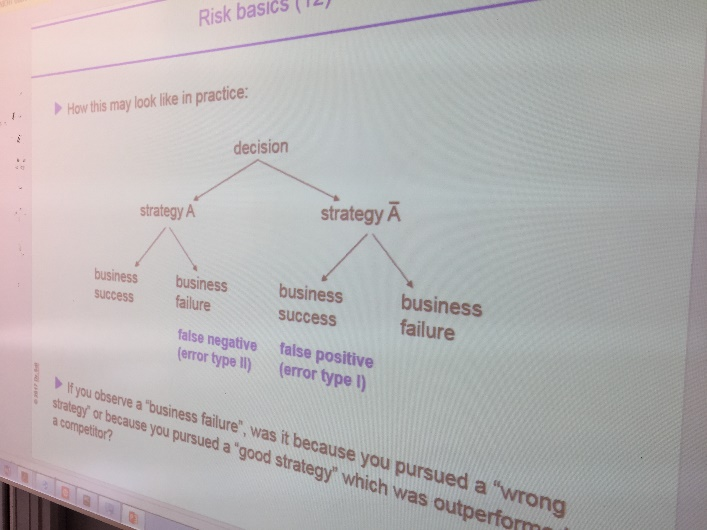 Risk basics (12)
How this may look like in practice:
decision
strategy A
strategy Ā
business
success
business
failure
business
success
business
failure
false negative
(error type II)
false positive
(error type I)
If you observe a "business failure", was it because you pursued a "wrong
strategy" or because you pursued a "good strategy" which was
a competitor?